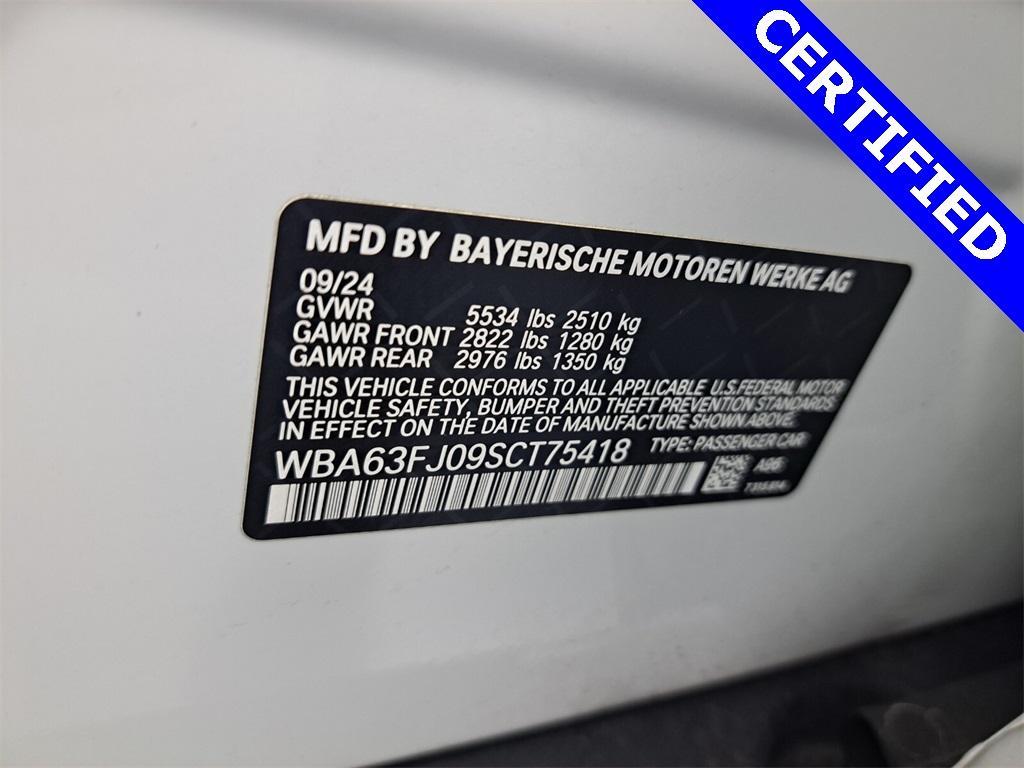 CERTIFIED
MFD BY BAYERISCHE MOTOREN WERKE AG
09/24
GVWR 5534 lbs 2510 kg
GAWR FRONT 2822 lbs 1280 kg
GAWR REAR 2976 lbs 1350 kg
THIS VEHICLE CONFORMS TO ALL APPLICABLE U.S.FEDERAL MOTOR
VEHICLE SAFETY, BUMPER AND THEFT PREVENTION STANDARDS
IN EFFECT ON THE DATE OF MANUFACTURE SHOWN ABOVE.
WBA63FJ09SCT75418 TYPE: PASSENGER CAR
A96